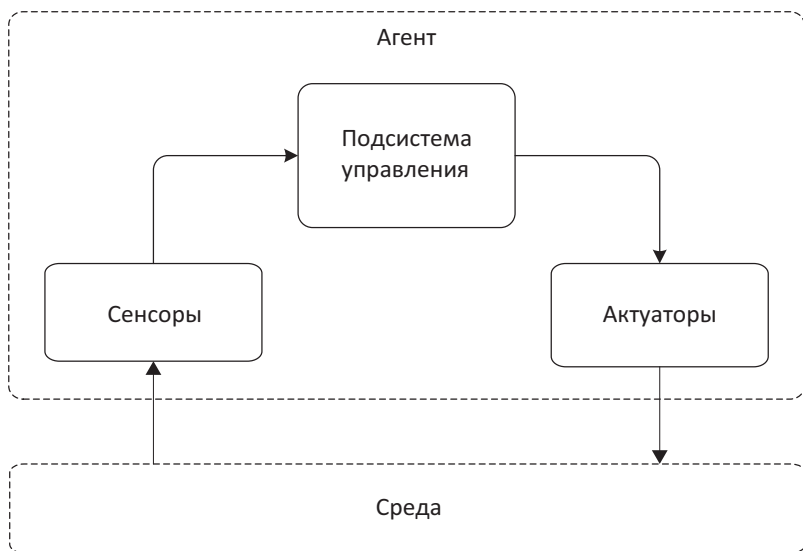 Агент
Подсистема
управления
Сенсоры
Актуаторы
Среда